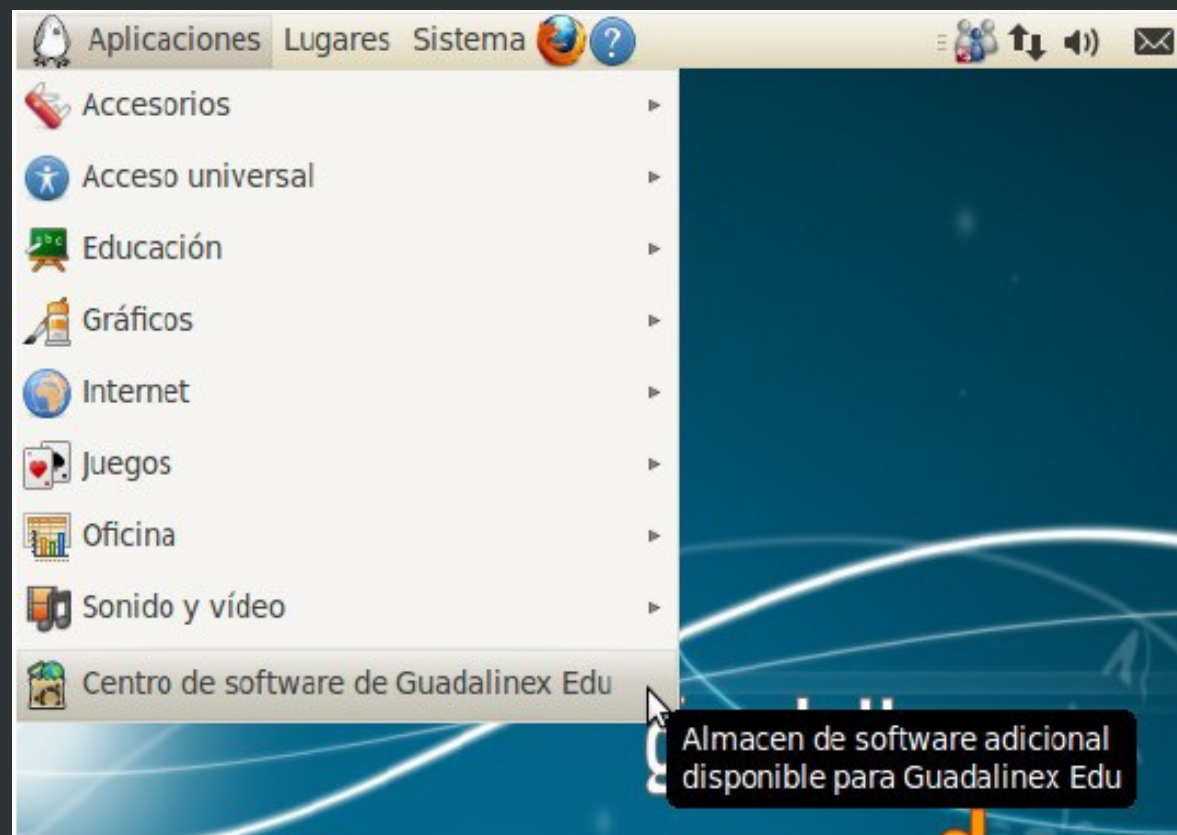 Aplicaciones Lugares Sistema
Accesorios
Acceso universal
Educación
Gráficos
Internet
Juegos
Oficina
Sonido y vídeo
Centro de software de Guadalinex Edu
Almacen de software adicional
disponible para Guadalinex Edu